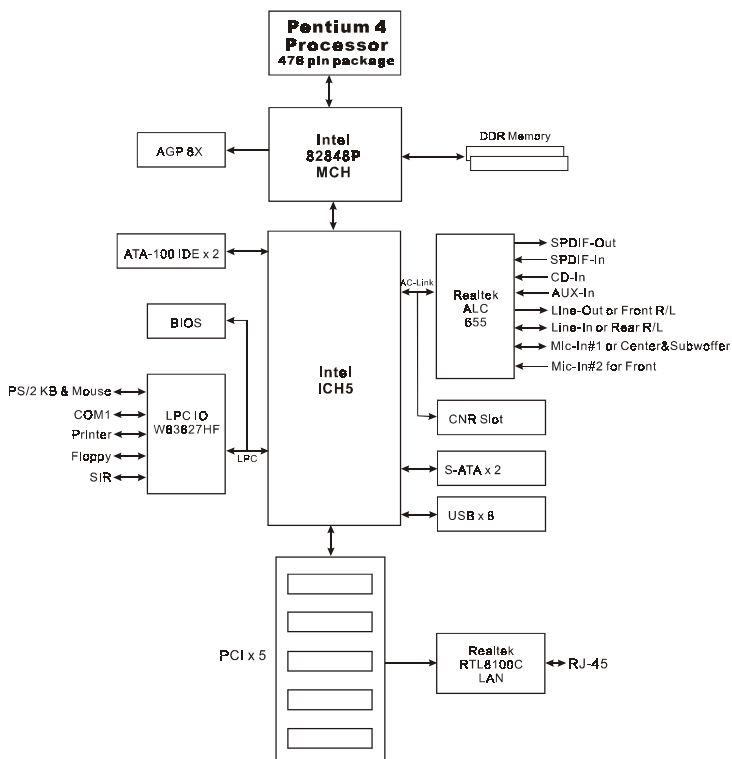 Pentium 4
Processor
478 pin package
Intel
82848P
MCH
AGP 8X
DDR Memory
ATA-100 IDE x 2
BIOS
Intel
ICH5
AC-Link
Realtek
ALC
655
SPDIF-Out
SPDIF-In
CD-In
AUX-In
Line-Out or Front R/L
Line-In or Rear R/L
Mic-In#1 or Center&Subwoffer
Mic-In#2 for Front
PS/2 KB & Mouse
COM1
Printer
Floppy
SIR
LPC IO
W83627HF
LPC
CNR Slot
S-ATA x 2
USB x 8
PCI x 5
Realtek
RTL8100C
LAN
RJ-45